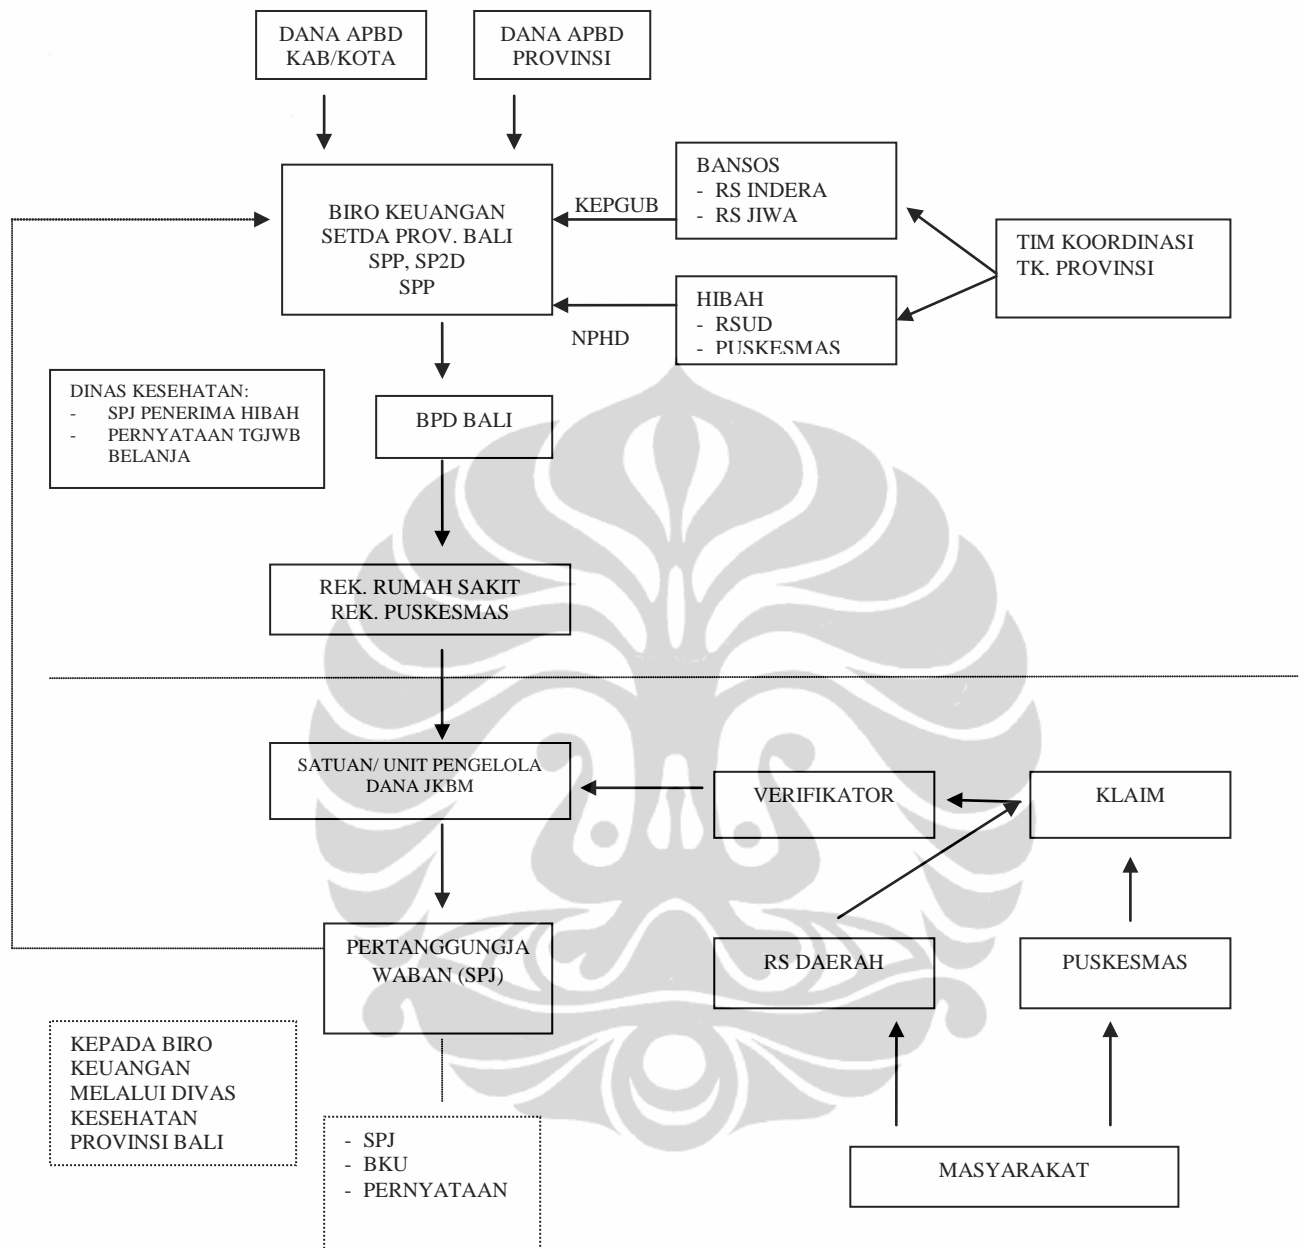 DANA APBD
KAB/KOTA
DANA APBD
PROVINSI
BIRO KEUANGAN
SETDA PROV. BALI
SPP, SP2D
SPP
KEPGUB
NPHD
BANSOS
- RS INDERA
- RS JIWA
HIBAH
- RSUD
- PUSKESMAS
TIM KOORDINASI
TK. PROVINSI
DINAS KESEHATAN:
- SPJ PENERIMA HIBAH
- PERNYATAAN TGJWB
BELANJA
BPD BALI
REK. RUMAH SAKIT
REK. PUSKESMAS
SATUAN/ UNIT PENGELOLA
DANA JKBM
VERIFIKATOR
KLAIM
PERTANGGUNGJA
WABAN (SPJ)
RS DAERAH
PUSKESMAS
KEPADA BIRO
KEUANGAN
MELALUI DIVAS
KESEHATAN
PROVINSI BALI
- SPJ
- BKU
- PERNYATAAN
MASYARAKAT